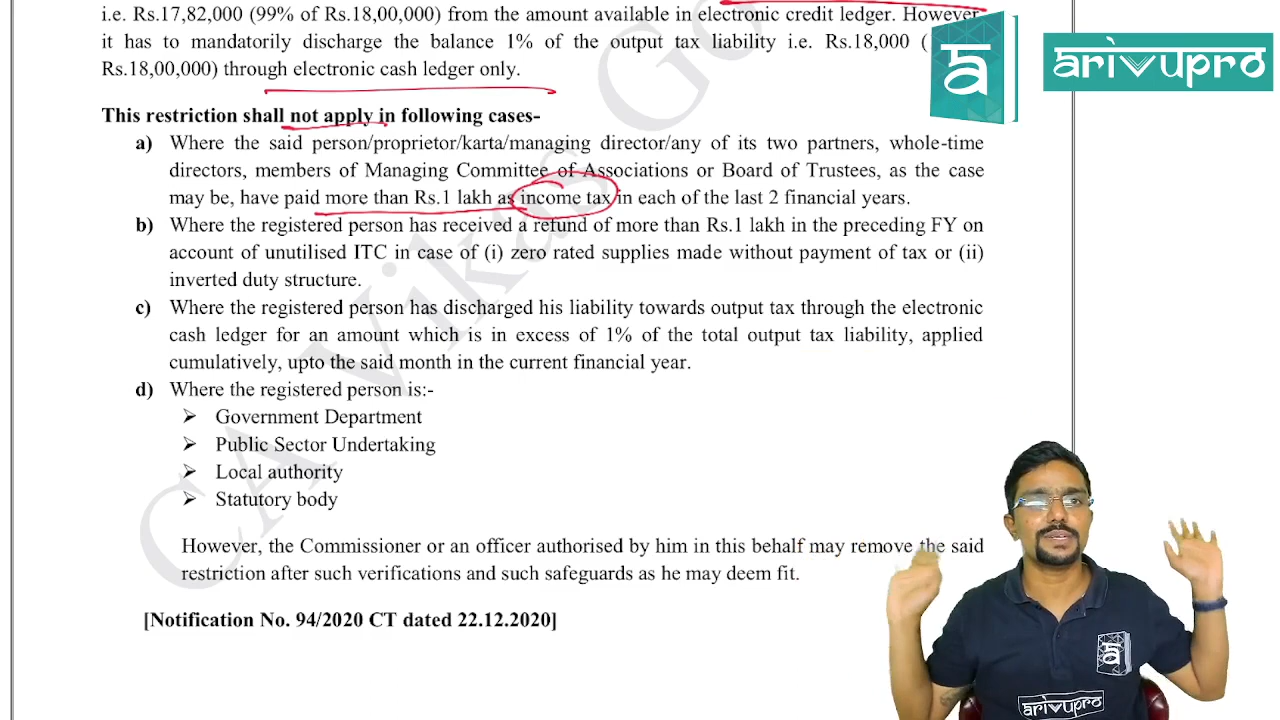 i.e. Rs.17,82,000 (99% of Rs.18,00,000) from the amount available in electronic credit ledger. However
it has to mandatorily discharge the balance 1% of the output tax liability i.e. Rs.18,000 (
Rs.18,00,000) through electronic cash ledger only.
This restriction shall not apply in following cases-
a) Where the said person/proprietor/karta/managing director/any of its two partners, whole-time
directors, members of Managing Committee of Associations or Board of Trustees, as the case
may be, have paid more than Rs.1 lakh as income tax in each of the last 2 financial years.
b) Where the registered person has received a refund of more than Rs.1 lakh in the preceding FY on
account of unutilised ITC in case of (i) zero rated supplies made without payment of tax or (ii)
inverted duty structure.
c) Where the registered person has discharged his liability towards output tax through the electronic
cash ledger for an amount which is in excess of 1% of the total output tax liability, applied
cumulatively, upto the said month in the current financial year.
d) Where the registered person is:-
➢ Government Department
➢ Public Sector Undertaking
➢ Local authority
➢ Statutory body
However, the Commissioner or an officer authorised by him in this behalf may remove the said
restriction after such verifications and such safeguards as he may deem fit.
[Notification No. 94/2020 CT dated 22.12.2020]
CA Vikas Go
arivupro
arivupro